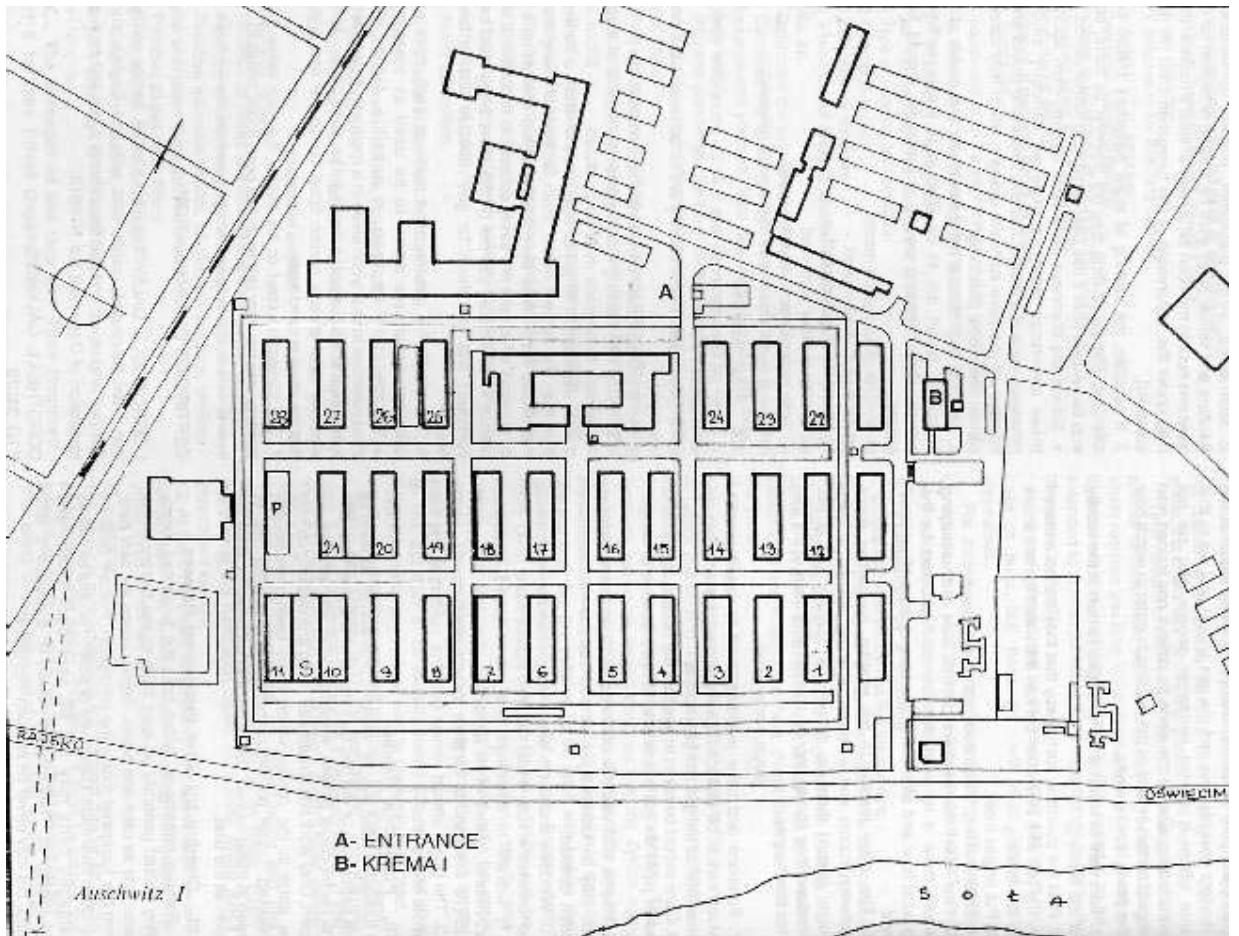 A
B
28 27 26 25 24 23 22
P 21 20 19 18 17 16 15 14 13 12
11 S 10 9 8 7 6 5 4 3 2 1
RAJSKO
OŚWIĘCIM
A- ENTRANCE
B- KREMA I
Auschwitz I
SOŁA